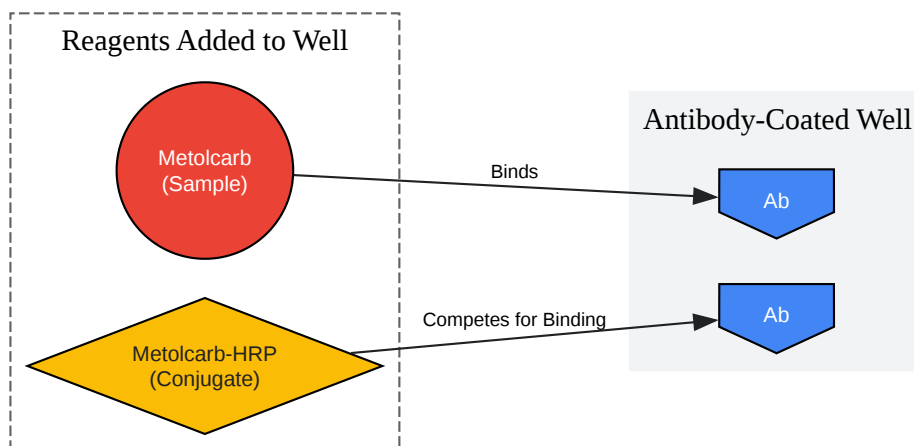 Reagents Added to Well
Metolcarb
(Sample)
Binds
Antibody-Coated Well
Ab
Metolcarb-HRP
(Conjugate)
Competes for Binding
Ab